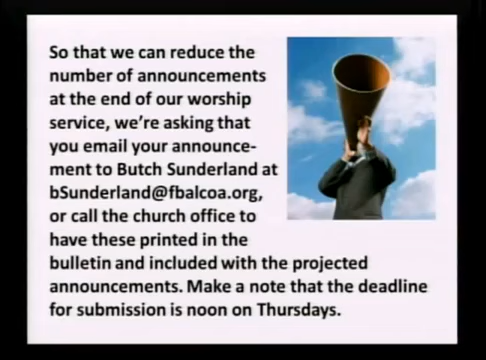 So that we can reduce the
number of announcements
at the end of our worship
service, we're asking that
you email your announce-
ment to Butch Sunderland at
bSunderland@fbalcoa.org,
or call the church office to
have these printed in the
bulletin and included with the projected
announcements. Make a note that the deadline
for submission is noon on Thursdays.